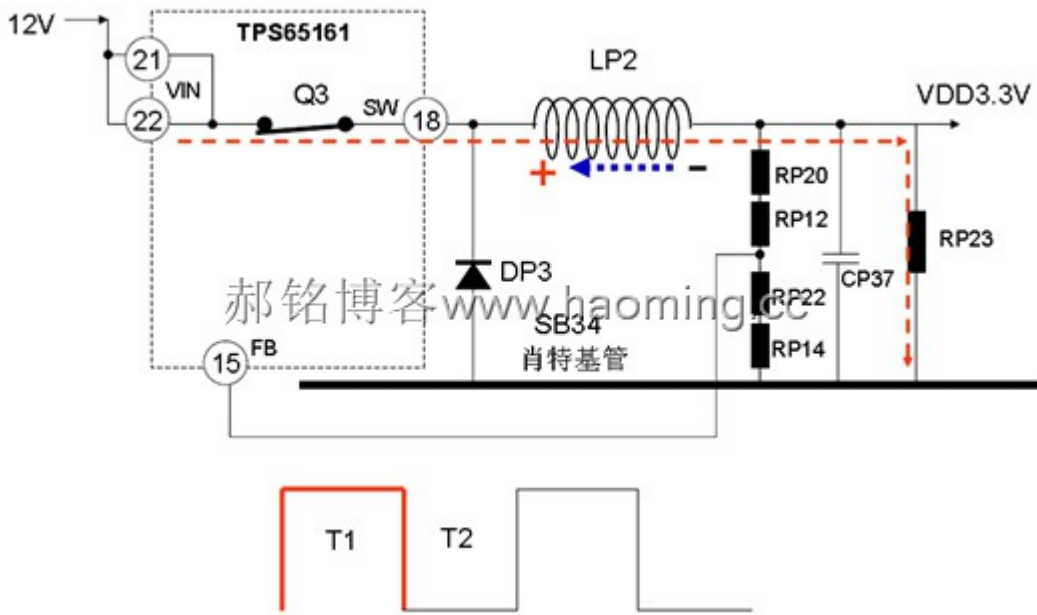 12V
TPS65161
21
VIN
22
Q3
SW
18
LP2
VDD3.3V
+
-
RP20
RP12
RP23
DP3
CP37
RP22
郝铭博客www.haoming.cc
SB34
肖特基管
RP14
15
FB
T1
T2